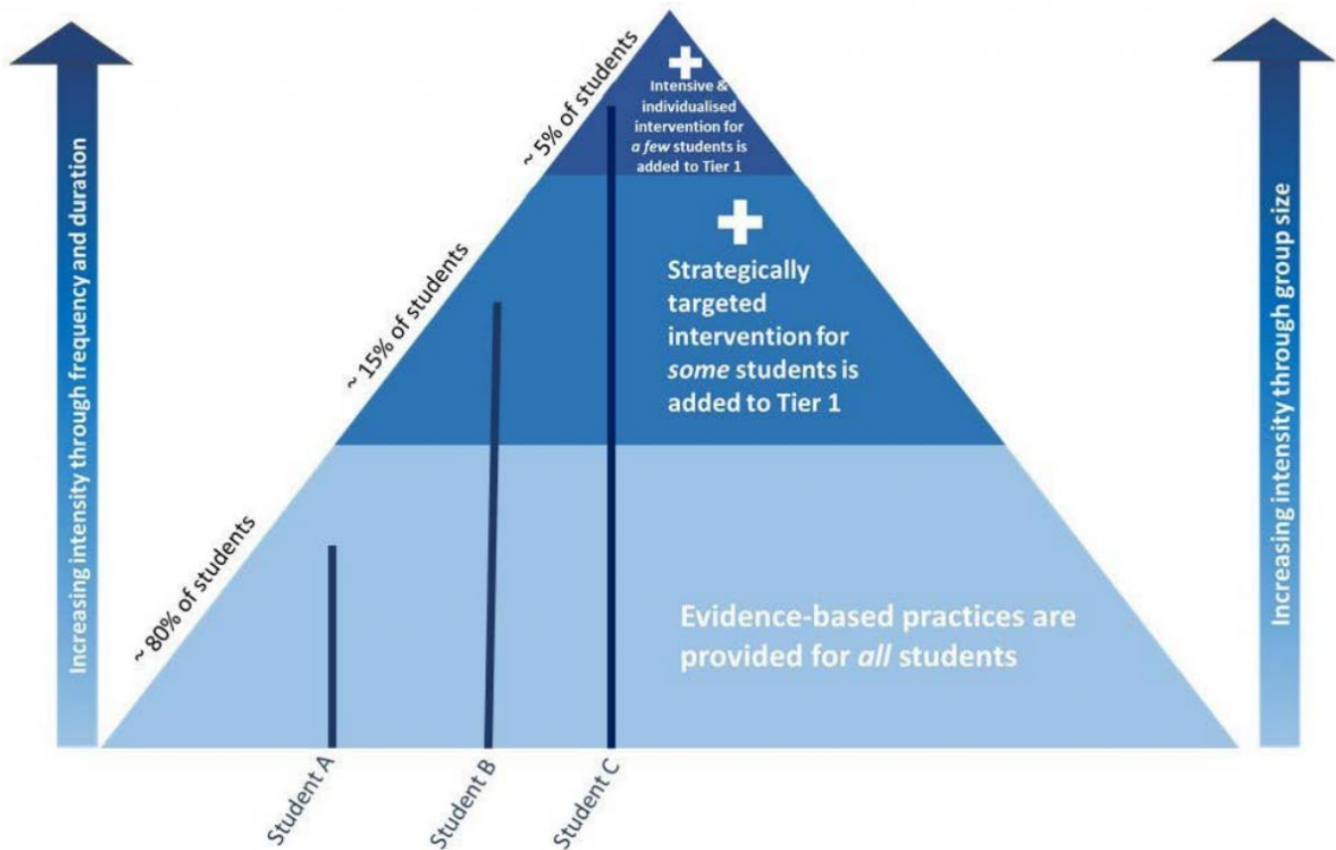 Increasing intensity through frequency and duration
~ 5% of students
~ 15% of students
~ 80% of students
Intensive &
individualised
intervention for
a few students is
added to Tier 1
Strategically
targeted
intervention for
some students is
added to Tier 1
Evidence-based practices are
provided for all students
Student A
Student B
Student C
Increasing intensity through group size